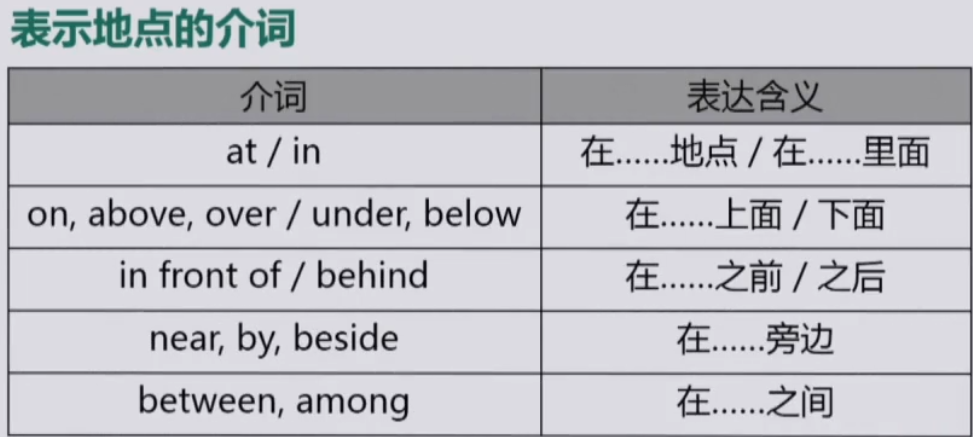 表示地点的介词
介词 表达含义
at / in 在……地点 / 在……里面
on, above, over / under, below 在……上面 / 下面
in front of / behind 在……之前 / 之后
near, by, beside 在……旁边
between, among 在……之间